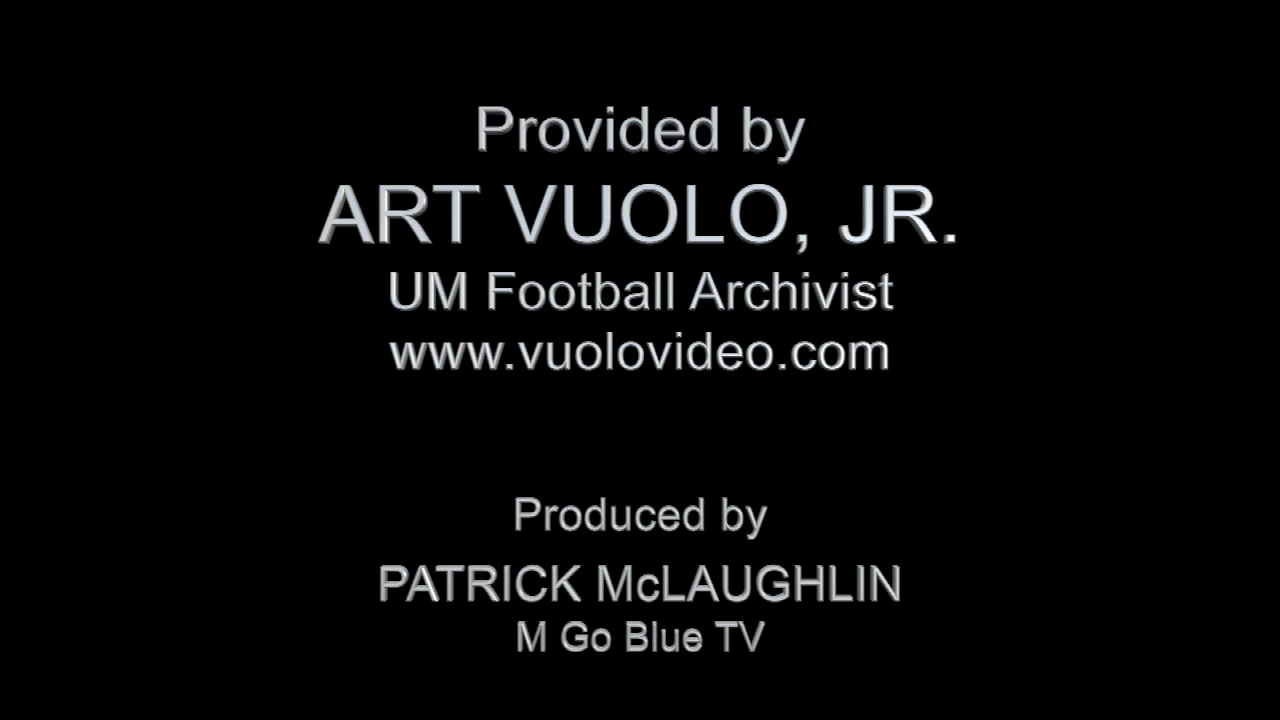 Provided by
ART VUOLO, JR.
UM Football Archivist
www.vuolovideo.com
Produced by
PATRICK McLAUGHLIN
M Go Blue TV